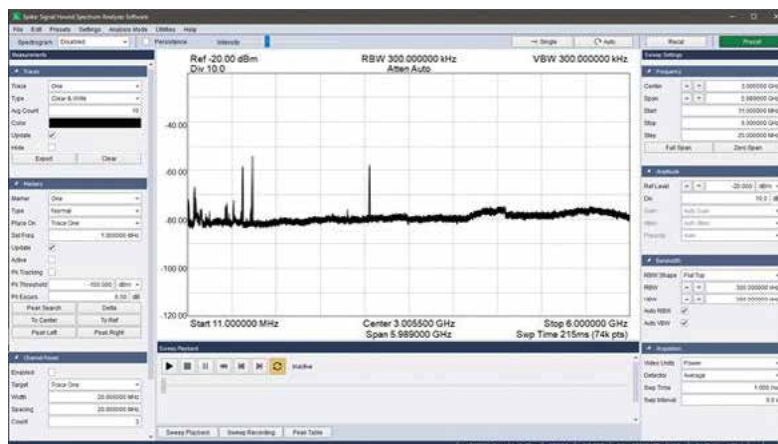 Spike: Signal Hound Spectrum Analyzer Software
File Edit Presets Settings Analysis Mode Utilities Help
Spectrogram Disabled Persistence Intensity Single Auto Recal Preset
Measurements
Traces
Trace One
Type Clear & Write
Avg Count 10
Color
Update
Hide
Export Clear
Markers
Marker One
Type Normal
Place On Trace One
Set Freq 1.000000 MHz
Update
Active
Pk Tracking
Pk Threshold -100.000 dBm
Pk Excurs. 6.00 dB
Peak Search Delta
To Center To Ref
Peak Left Peak Right
Channel Power
Enabled
Target Trace One
Width 20.000000 MHz
Spacing 20.000000 MHz
Count 3
Ref -20.00 dBm RBW 300.000000 kHz VBW 300.000000 kHz
Div 10.0 Atten Auto
-40.00
-60.00
-80.00
-100.00
-120.00
Start 11.000000 MHz Center 3.005500 GHz Stop 6.000000 GHz
Span 5.989000 GHz Swp Time 215ms (74k pts)
Sweep Playback
Inactive
Sweep Playback Sweep Recording Peak Table
Sweep Settings
Frequency
Center
Span 5.989000 GHz
Start 11.000000 MHz
Stop 6.000000 GHz
Step 20.000000 MHz
Full Span Zero Span
Amplitude
Ref Level -20.000 dBm
Div 10.0 dB
Gain Auto Gain
Atten Auto Atten
Preamp Auto
Bandwidth
RBW Shape Flat Top
RBW 300.000000 kHz
VBW 300.000000 kHz
Auto RBW
Auto VBW
Acquisition
Video Units Power
Detector Average
Swp Time 1.000
Swp Interval